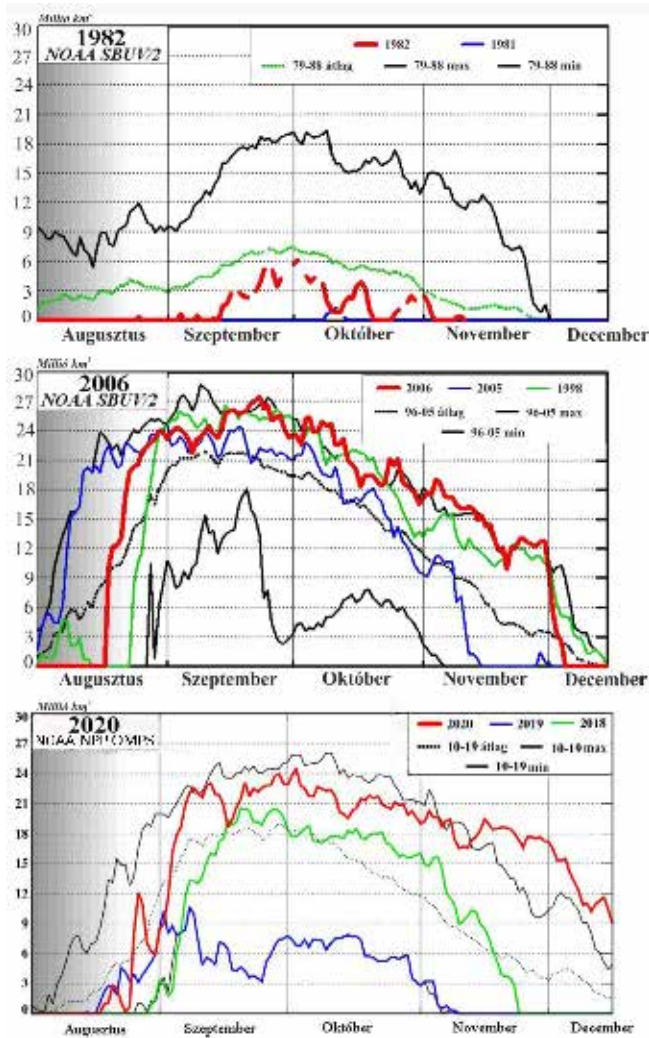 Millió km²
30
1982
NOAA SBUV/2
1982 1981
79-88 átlag 79-88 max 79-88 min
27
24
21
18
15
12
9
6
3
0
Augusztus Szeptember Október November December
Millió km²
30
2006
NOAA SBUV/2
2006 2005 1998
96-05 átlag 96-05 max
96-05 min
27
24
21
18
15
12
9
6
3
0
Augusztus Szeptember Október November December
Millió km²
30
2020
NOAA NPP OMPS
2020 2019 2018
10-19 átlag 10-19 max
10-19 min
27
24
21
18
15
12
9
6
3
0
Augusztus Szeptember Október November December